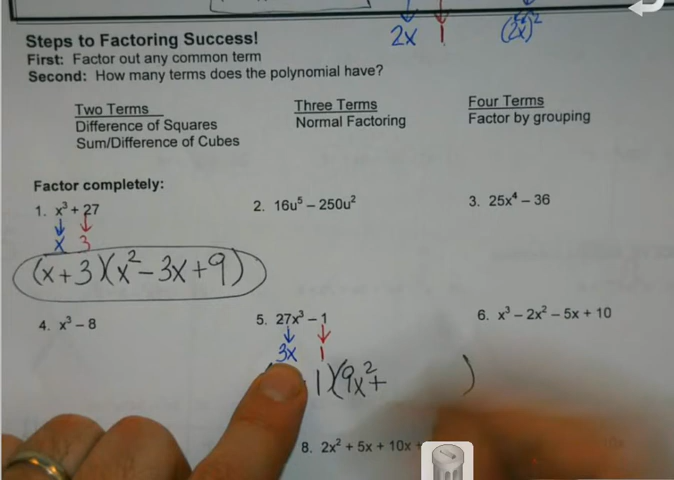 2x 1 (2x)²
Steps to Factoring Success!
First: Factor out any common term
Second: How many terms does the polynomial have?
Two Terms
Difference of Squares
Sum/Difference of Cubes
Three Terms
Normal Factoring
Four Terms
Factor by grouping
Factor completely:
1. x³ + 27
x 3
(x+3)(x²-3x+9)
2. 16u⁵ – 250u²
3. 25x⁴ – 36
4. x³ – 8
5. 27x³ – 1
3x 1
1)(9x²+ )
6. x³ – 2x² – 5x + 10
8. 2x² + 5x + 10x +